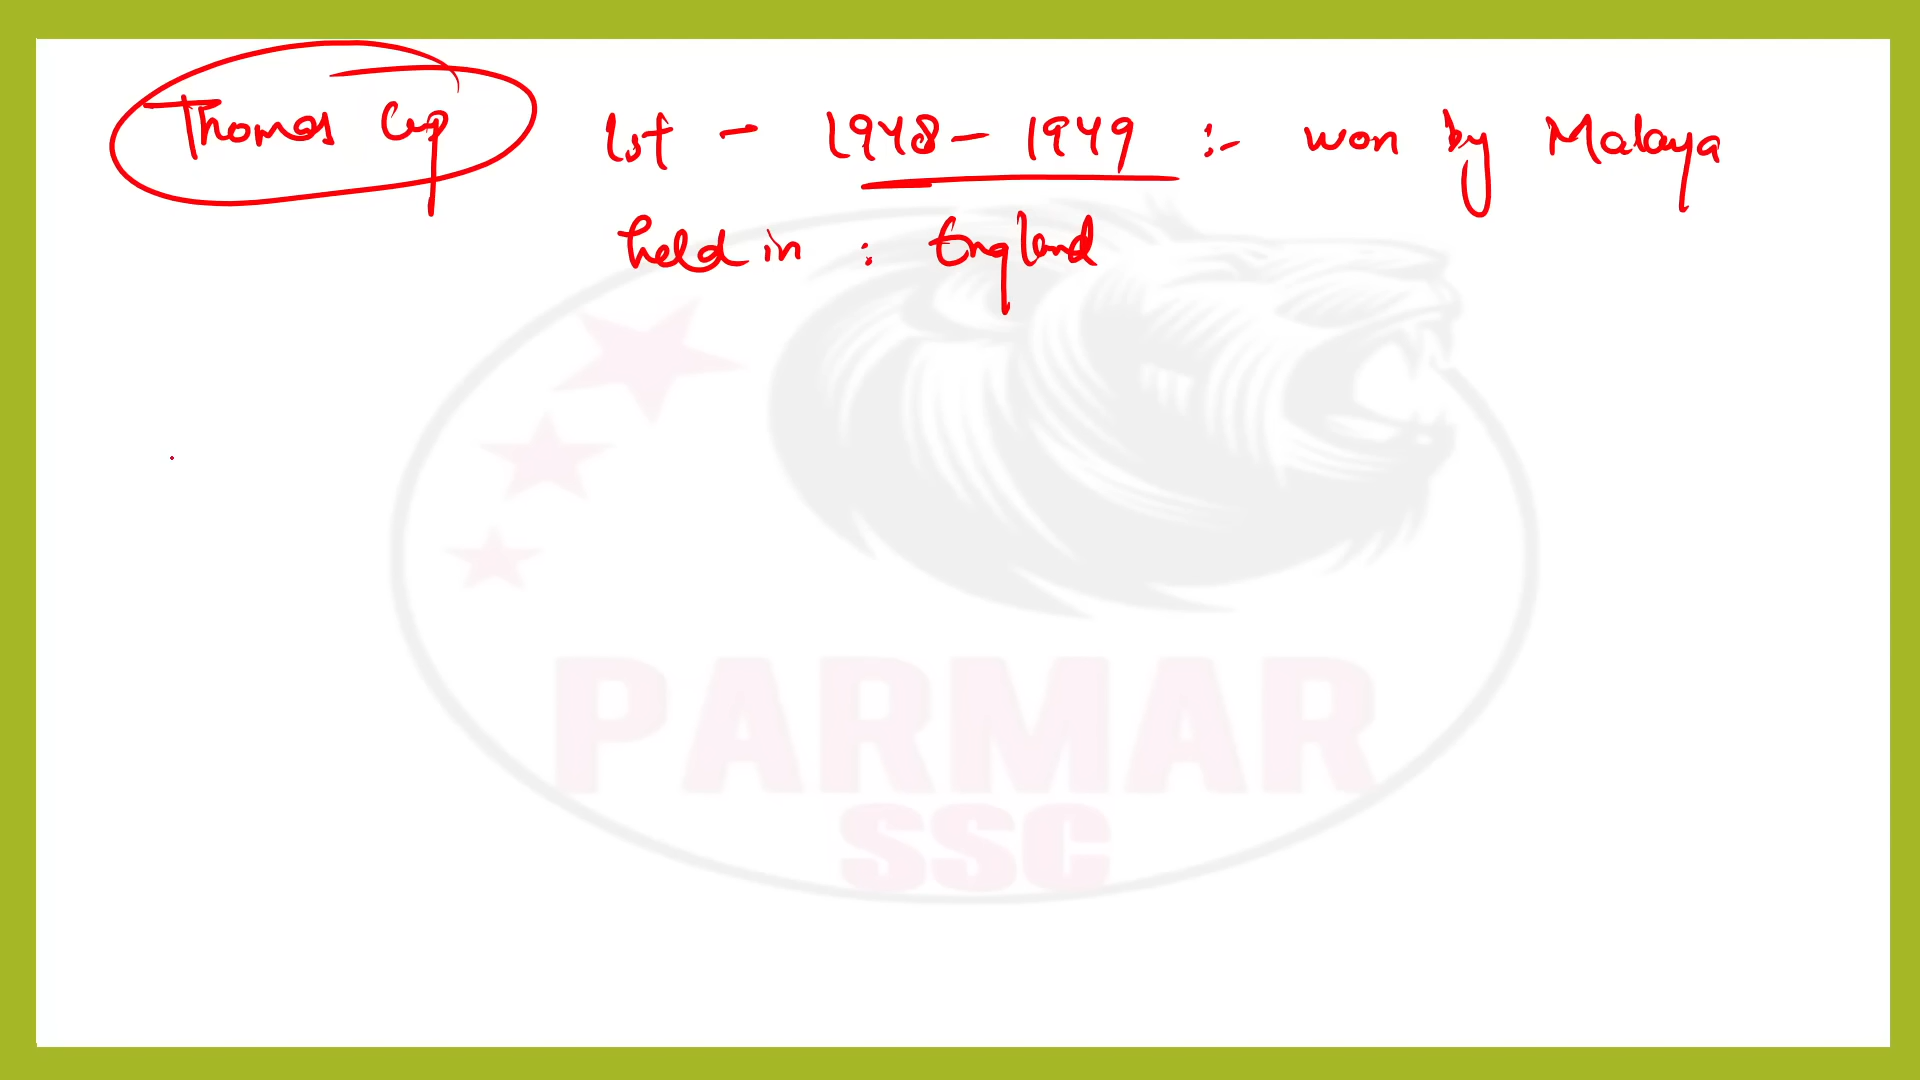 Thomas Cup 1st - 1948 - 1949 :- won by Malaya
held in : England
PARMAR
SSC